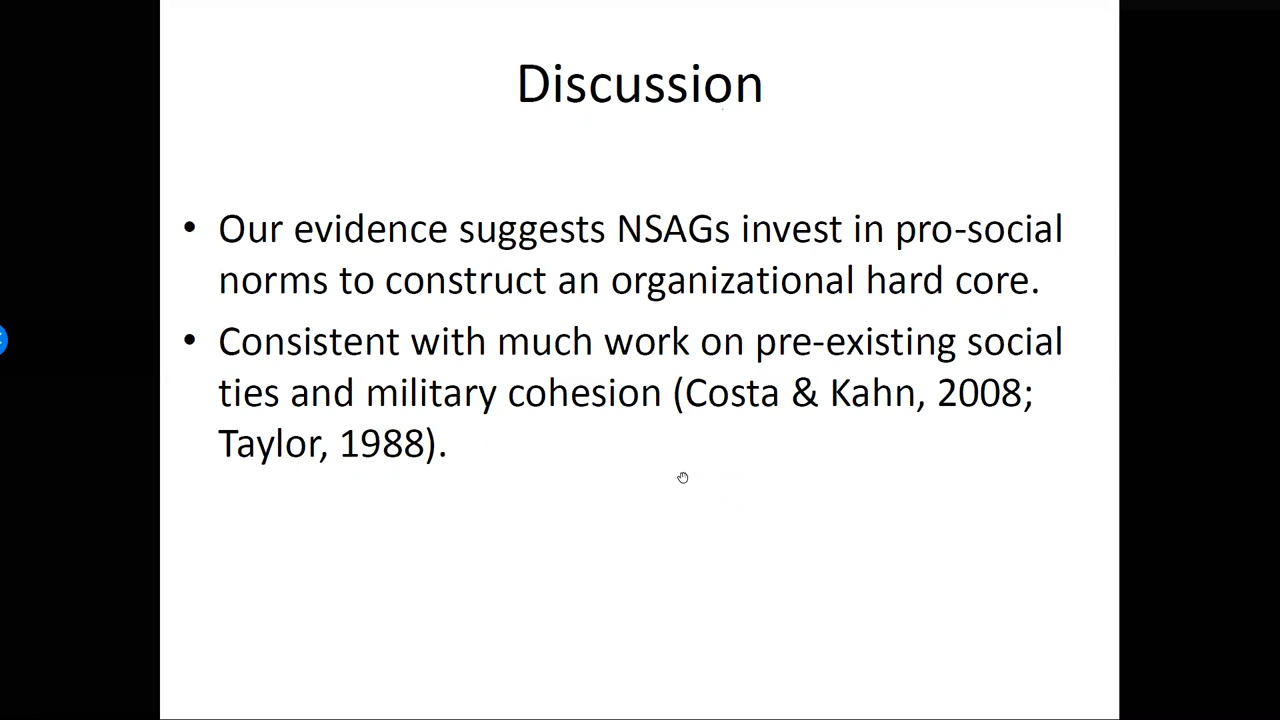 Discussion
• Our evidence suggests NSAGs invest in pro-social
norms to construct an organizational hard core.
• Consistent with much work on pre-existing social
ties and military cohesion (Costa & Kahn, 2008;
Taylor, 1988).